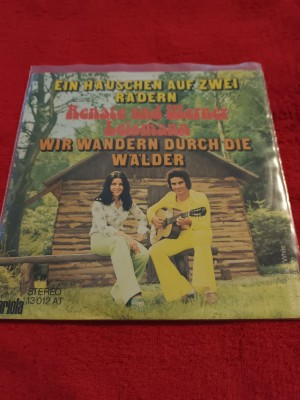 EIN HÄUSCHEN AUF ZWEI
RÄDERN
Renate und Werner
Leismann
WIR WANDERN DURCH DIE
WÄLDER
STEREO
13 012 AT
ariola